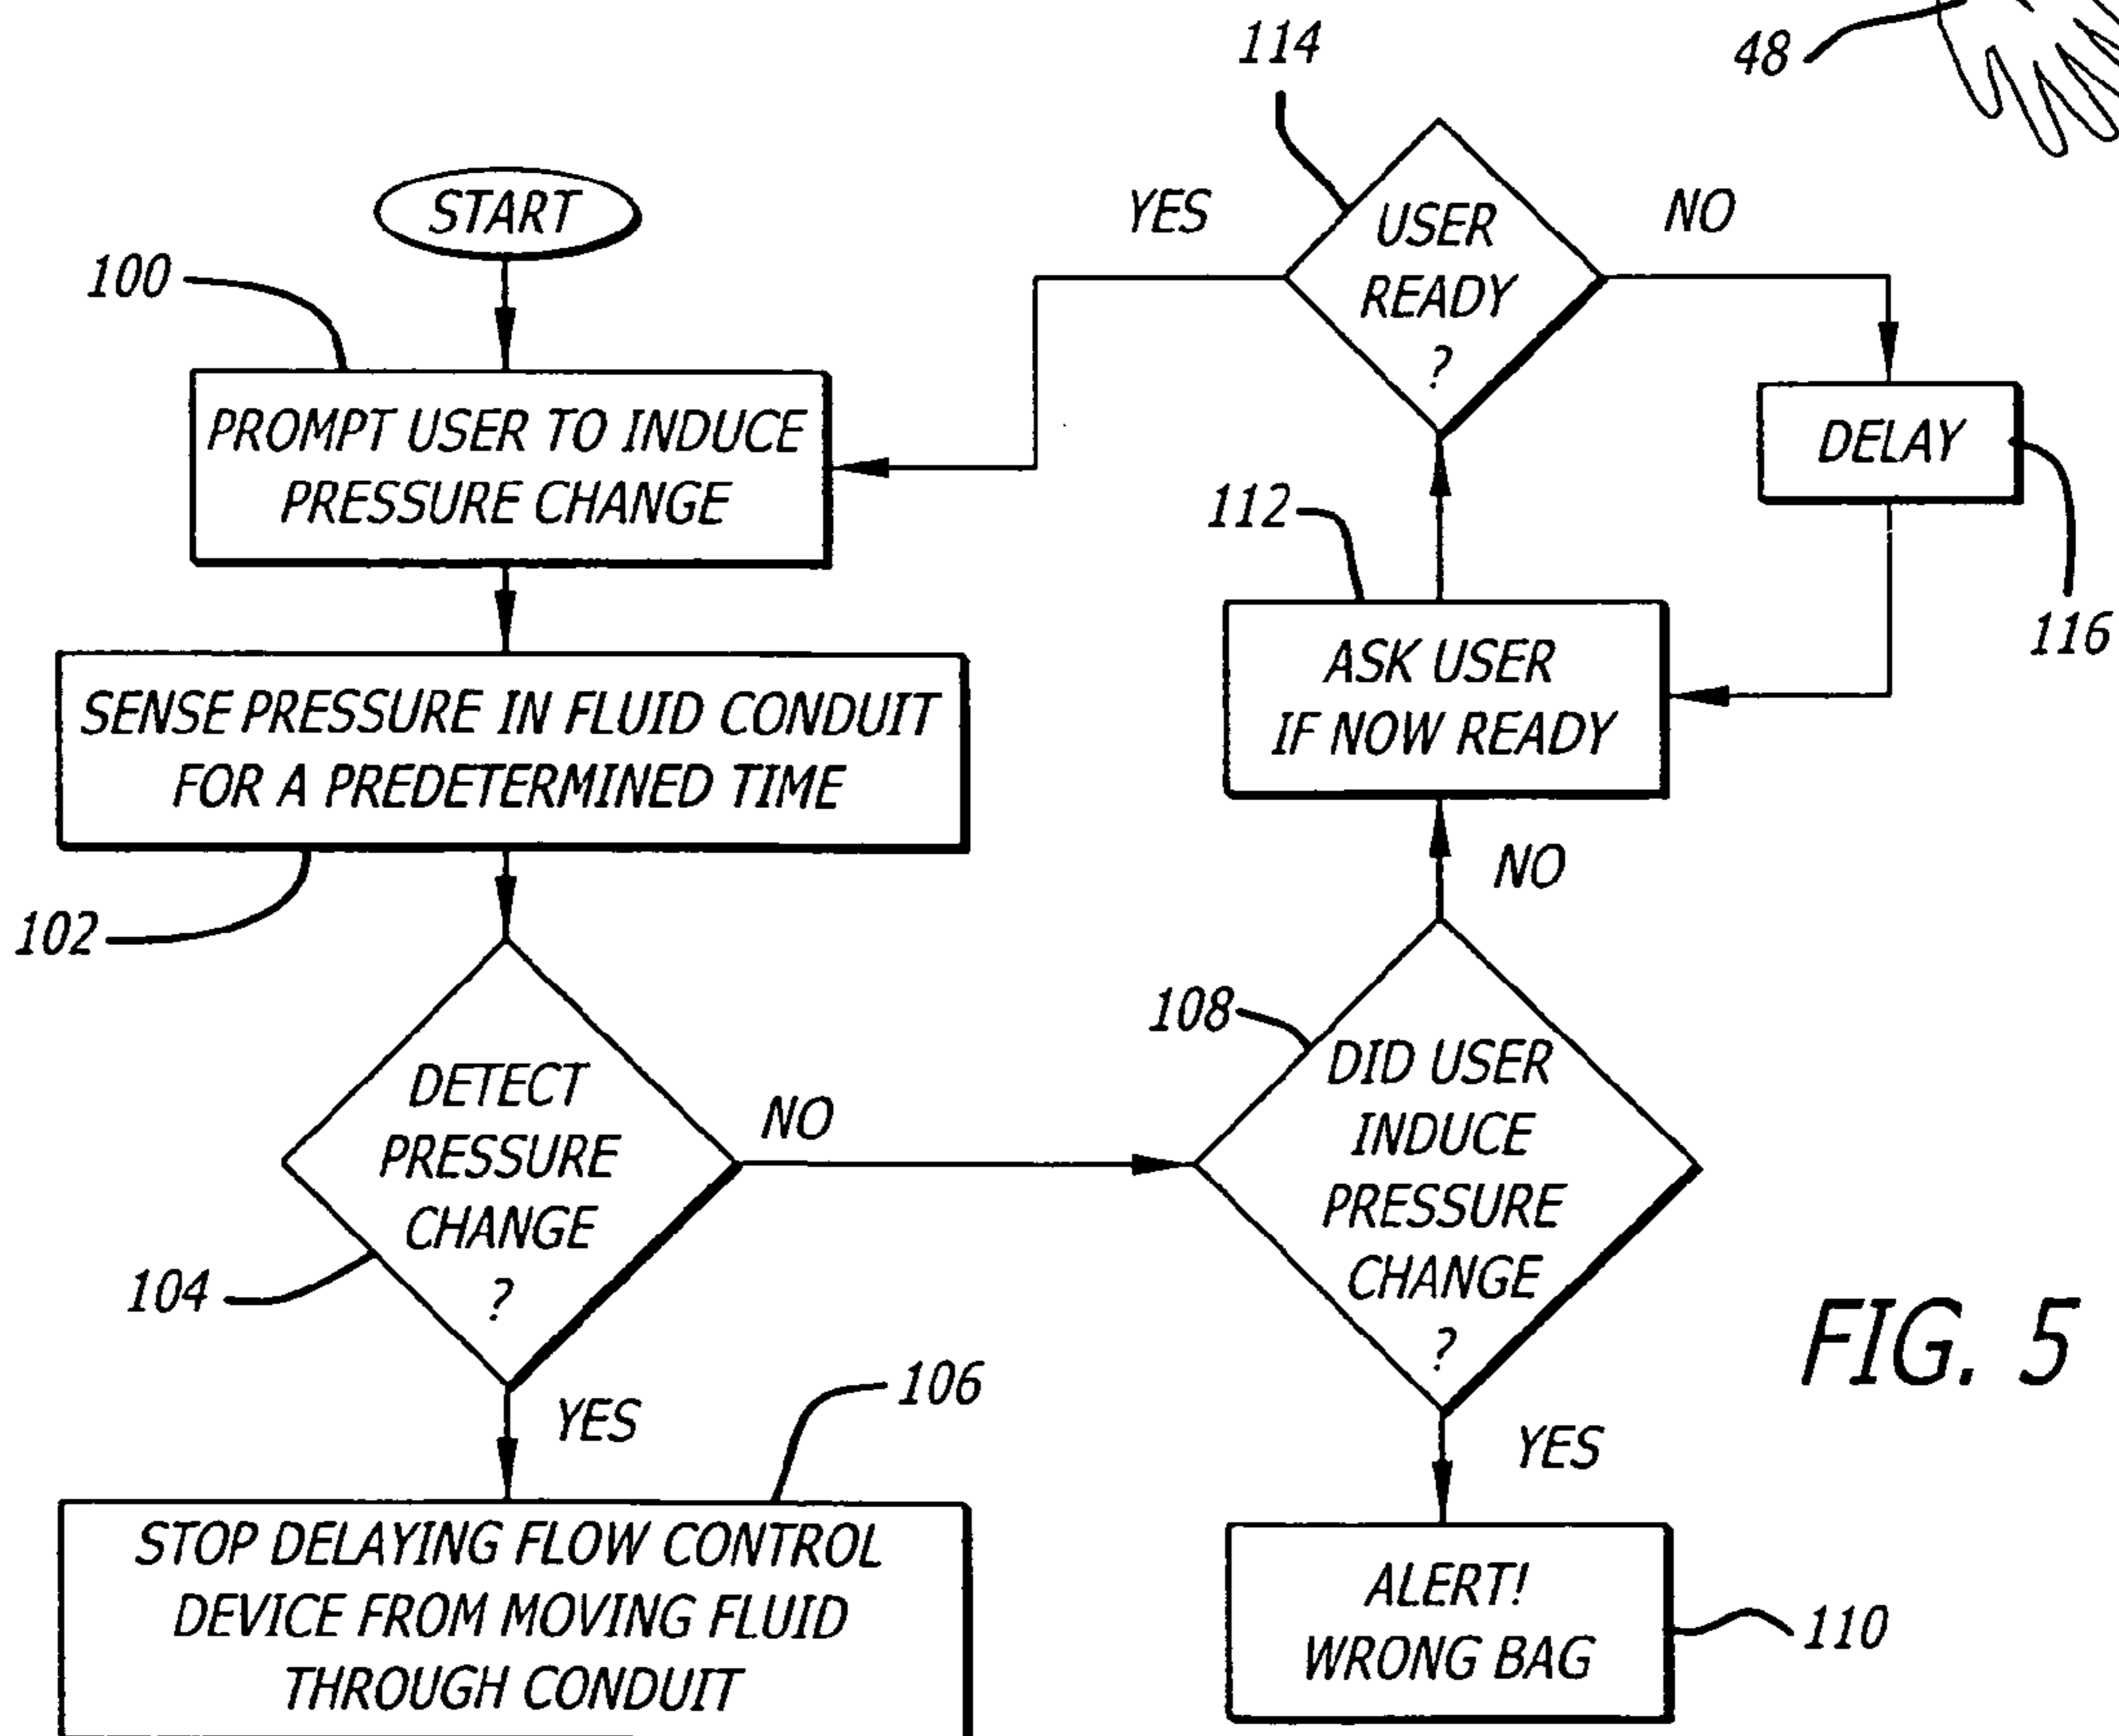 48
START
100
PROMPT USER TO INDUCE
PRESSURE CHANGE
SENSE PRESSURE IN FLUID CONDUIT
FOR A PREDETERMINED TIME
102
DETECT
PRESSURE
CHANGE
?
104
NO
YES
106
STOP DELAYING FLOW CONTROL
DEVICE FROM MOVING FLUID
THROUGH CONDUIT
108
DID USER
INDUCE
PRESSURE
CHANGE
?
YES
ALERT!
WRONG BAG
110
NO
112
ASK USER
IF NOW READY
114
USER
READY
?
YES
NO
DELAY
116
FIG. 5